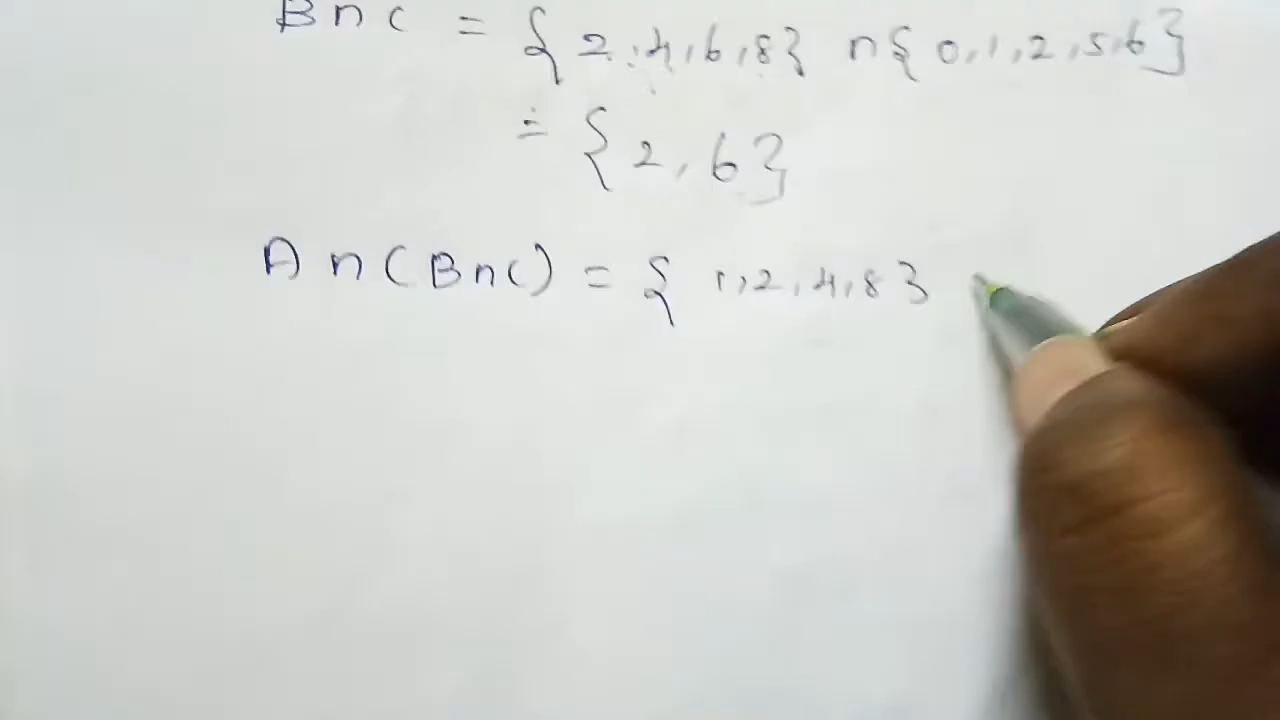 B n C = { 2, 4, 6, 8 } n { 0, 1, 2, 5, 6 }
= { 2, 6 }
A n ( B n C ) = { 1, 2, 4, 8 }